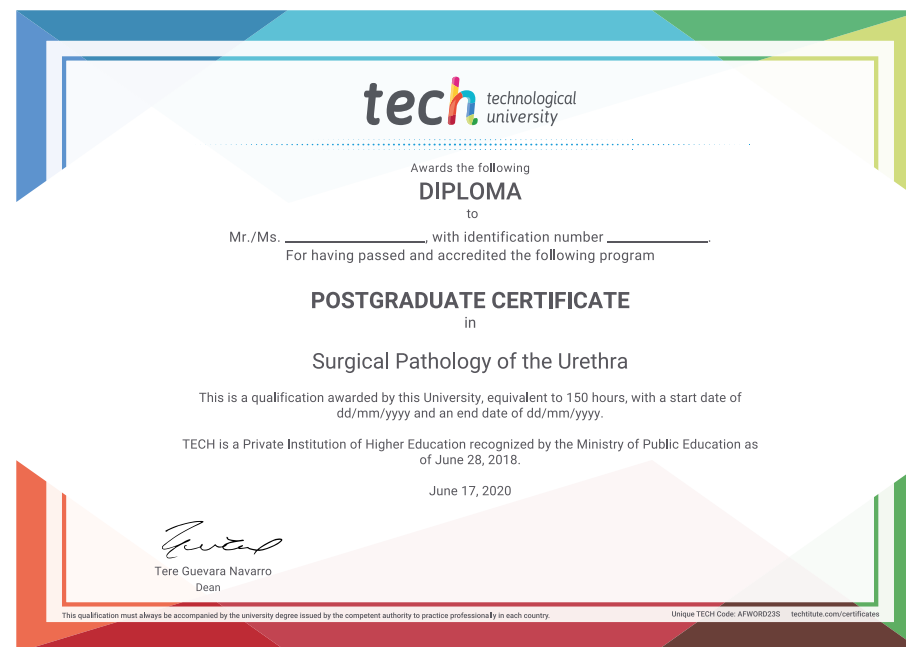 tech technological
university
Awards the following
DIPLOMA
to
Mr./Ms. ____________________, with identification number ______________.
For having passed and accredited the following program
POSTGRADUATE CERTIFICATE
in
Surgical Pathology of the Urethra
This is a qualification awarded by this University, equivalent to 150 hours, with a start date of
dd/mm/yyyy and an end date of dd/mm/yyyy.
TECH is a Private Institution of Higher Education recognized by the Ministry of Public Education as
of June 28, 2018.
June 17, 2020
Tere Guevara Navarro
Dean
This qualification must always be accompanied by the university degree issued by the competent authority to practice professionally in each country.
Unique TECH Code: AFWORD23S techtitute.com/certificates